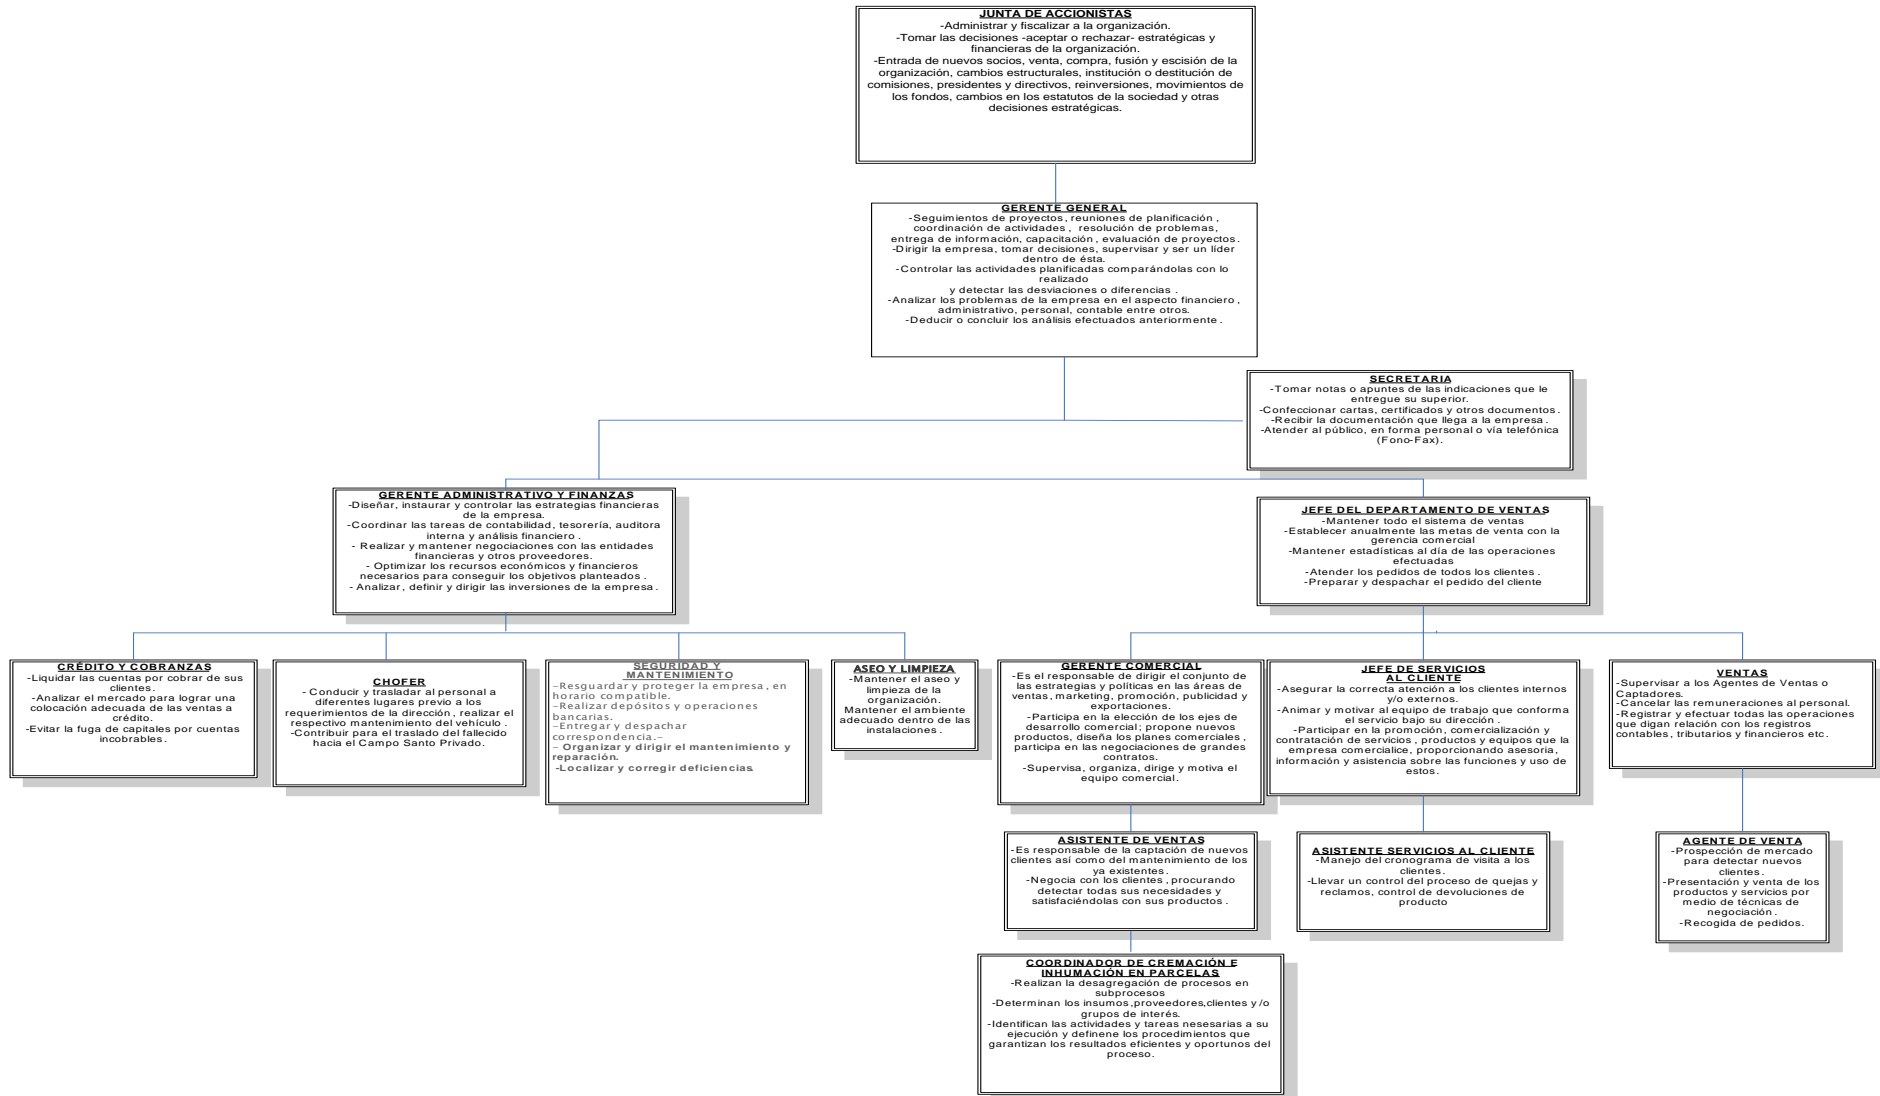 JUNTA DE ACCIONISTAS
-Administrar y fiscalizar a la organización.
-Tomar las decisiones -aceptar o rechazar- estratégicas y
financieras de la organización.
-Entrada de nuevos socios, venta, compra, fusión y escisión de la
organización, cambios estructurales, institución o destitución de
comisiones, presidentes y directivos, reinversiones, movimientos de
los fondos, cambios en los estatutos de la sociedad y otras
decisiones estratégicas.
GERENTE GENERAL
-Seguimientos de proyectos, reuniones de planificación ,
coordinación de actividades , resolución de problemas,
entrega de información, capacitación , evaluación de proyectos.
-Dirigir la empresa, tomar decisiones, supervisar y ser un líder
dentro de ésta.
-Controlar las actividades planificadas comparándolas con lo
realizado
y detectar las desviaciones o diferencias .
-Analizar los problemas de la empresa en el aspecto financiero ,
administrativo, personal, contable entre otros.
-Deducir o concluir los análisis efectuados anteriormente .
SECRETARIA
-Tomar notas o apuntes de las indicaciones que le
entregue su superior.
-Confeccionar cartas, certificados y otros documentos .
-Recibir la documentación que llega a la empresa .
-Atender al público, en forma personal o vía telefónica
(Fono-Fax).
GERENTE ADMINISTRATIVO Y FINANZAS
-Diseñar, instaurar y controlar las estrategias financieras
de la empresa.
-Coordinar las tareas de contabilidad, tesorería, auditora
interna y análisis financiero .
- Realizar y mantener negociaciones con las entidades
financieras y otros proveedores.
- Optimizar los recursos económicos y financieros
necesarios para conseguir los objetivos planteados .
- Analizar, definir y dirigir las inversiones de la empresa.
JEFE DEL DEPARTAMENTO DE VENTAS
-Mantener todo el sistema de ventas
-Establecer anualmente las metas de venta con la
gerencia comercial
-Mantener estadísticas al día de las operaciones
efectuadas
-Atender los pedidos de todos los clientes .
-Preparar y despachar el pedido del cliente
CRÉDITO Y COBRANZAS
-Liquidar las cuentas por cobrar de sus
clientes.
-Analizar el mercado para lograr una
colocación adecuada de las ventas a
crédito.
-Evitar la fuga de capitales por cuentas
incobrables.
CHOFER
- Conducir y trasladar al personal a
diferentes lugares previo a los
requerimientos de la dirección , realizar el
respectivo mantenimiento del vehículo .
-Contribuir para el traslado del fallecido
hacia el Campo Santo Privado.
SEGURIDAD Y
MANTENIMIENTO
-Resguardar y proteger la empresa, en
horario compatible.
-Realizar depósitos y operaciones
bancarias.
-Entregar y despachar
correspondencia.-
- Organizar y dirigir el mantenimiento y
reparación.
-Localizar y corregir deficiencias.
ASEO Y LIMPIEZA
-Mantener el aseo y
limpieza de la
organización.
Mantener el ambiente
adecuado dentro de las
instalaciones .
GERENTE COMERCIAL
-Es el responsable de dirigir el conjunto de
las estrategias y políticas en las áreas de
ventas, marketing, promoción, publicidad y
exportaciones.
-Participa en la elección de los ejes de
desarrollo comercial; propone nuevos
productos, diseña los planes comerciales ,
participa en las negociaciones de grandes
contratos.
-Supervisa, organiza, dirige y motiva el
equipo comercial.
JEFE DE SERVICIOS
AL CLIENTE
-Asegurar la correcta atención a los clientes internos
y/o externos.
-Animar y motivar al equipo de trabajo que conforma
el servicio bajo su dirección .
-Participar en la promoción, comercialización y
contratación de servicios , productos y equipos que la
empresa comercialice, proporcionando asesoria,
información y asistencia sobre las funciones y uso de
estos.
VENTAS
-Supervisar a los Agentes de Ventas o
Captadores.
-Cancelar las remuneraciones al personal.
-Registrar y efectuar todas las operaciones
que digan relación con los registros
contables, tributarios y financieros etc.
ASISTENTE DE VENTAS
-Es responsable de la captación de nuevos
clientes así como del mantenimiento de los
ya existentes.
-Negocia con los clientes , procurando
detectar todas sus necesidades y
satisfaciéndolas con sus productos .
ASISTENTE SERVICIOS AL CLIENTE
-Manejo del cronograma de visita a los
clientes.
-Llevar un control del proceso de quejas y
reclamos, control de devoluciones de
producto
AGENTE DE VENTA
-Prospección de mercado
para detectar nuevos
clientes.
-Presentación y venta de los
productos y servicios por
medio de técnicas de
negociación .
-Recogida de pedidos.
COORDINADOR DE CREMACIÓN E
INHUMACIÓN EN PARCELAS
-Realizan la desagregación de procesos en
subprocesos
-Determinan los insumos,proveedores,clientes y /o
grupos de interés.
-Identifican las actividades y tareas nesesarias a su
ejecución y definene los procedimientos que
garantizan los resultados eficientes y oportunos del
proceso.